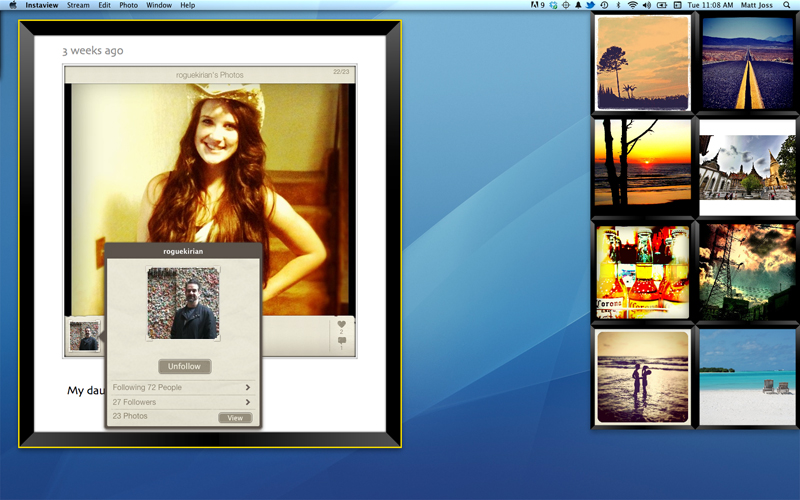 Instaview Stream Edit Photo Window Help
9 Tue 11:08 AM Matt Joss
3 weeks ago
roguekirian's Photos 22/23
roguekirian
2
1
Unfollow
My dau
Following 72 People
27 Followers
23 Photos View
Corona